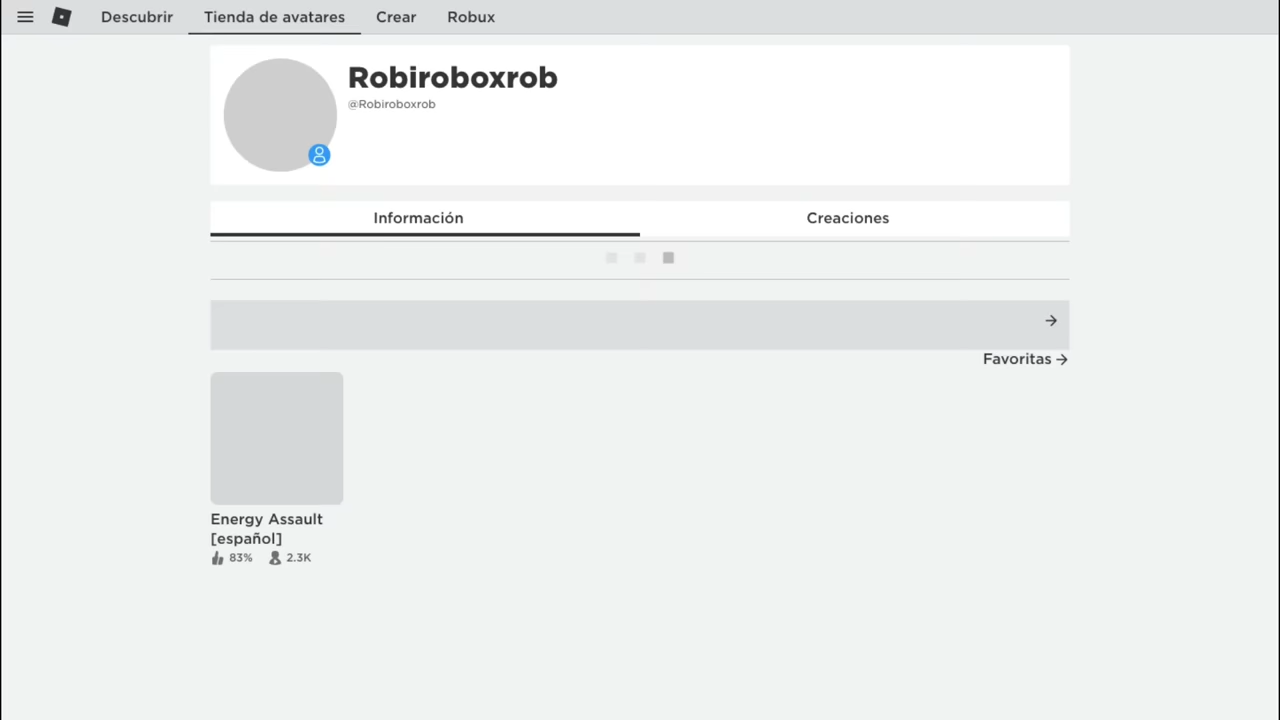 Descubrir Tienda de avatares Crear Robux
Robiroboxrob
@Robiroboxrob
Información Creaciones
Favoritas
Energy Assault
[español]
83% 2.3K